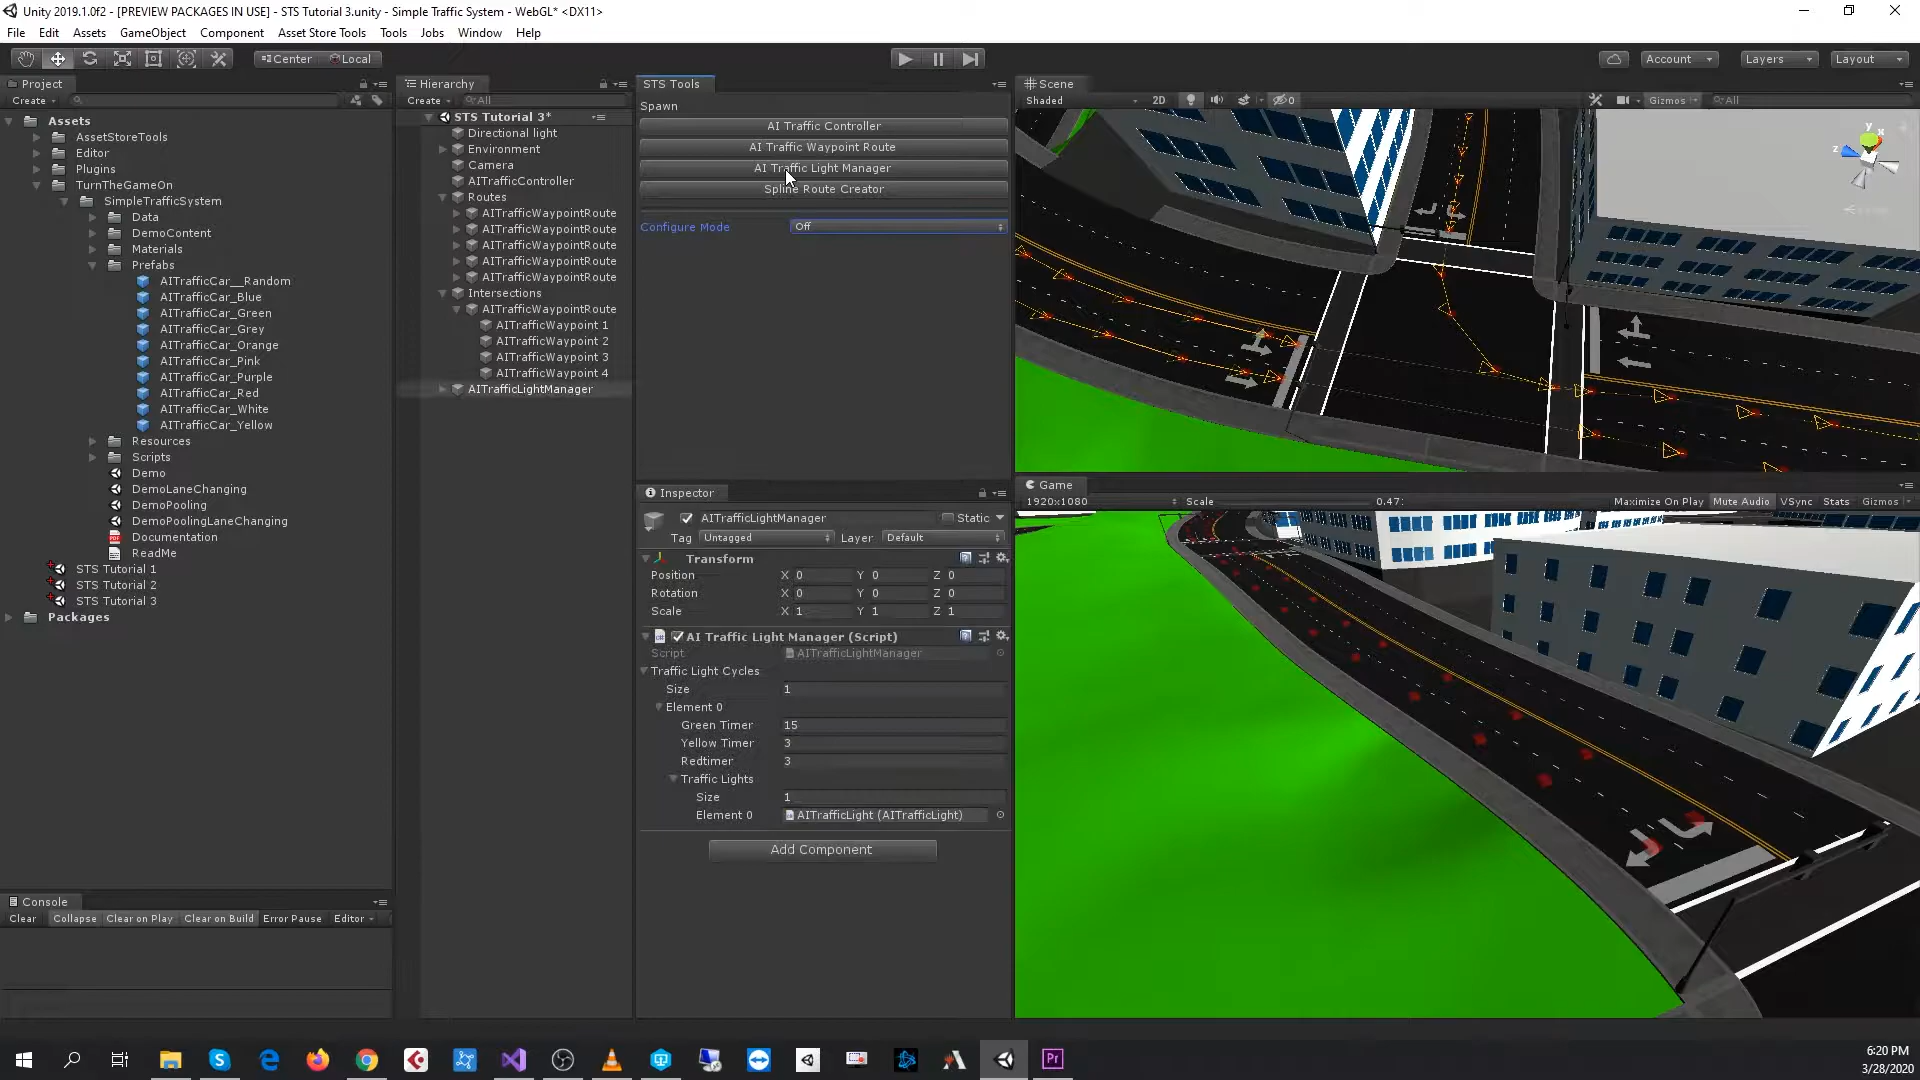 Unity 2019.1.0f2 - [PREVIEW PACKAGES IN USE] - STS Tutorial 3.unity - Simple Traffic System - WebGL* <DX11>
File Edit Assets GameObject Component Asset Store Tools Tools Jobs Window Help
Center Local Account Layers Layout
Project
Create
Assets
AssetStoreTools
Editor
Plugins
TurnTheGameOn
SimpleTrafficSystem
Data
DemoContent
Materials
Prefabs
AITrafficCar__Random
AITrafficCar_Blue
AITrafficCar_Green
AITrafficCar_Grey
AITrafficCar_Orange
AITrafficCar_Pink
AITrafficCar_Purple
AITrafficCar_Red
AITrafficCar_White
AITrafficCar_Yellow
Resources
Scripts
Demo
DemoLaneChanging
DemoPooling
DemoPoolingLaneChanging
Documentation
ReadMe
STS Tutorial 1
STS Tutorial 2
STS Tutorial 3
Packages
Console
Clear Collapse Clear on Play Clear on Build Error Pause Editor
Hierarchy
Create All
STS Tutorial 3*
Directional light
Environment
Camera
AITrafficController
Routes
AITrafficWaypointRoute
AITrafficWaypointRoute
AITrafficWaypointRoute
AITrafficWaypointRoute
AITrafficWaypointRoute
Intersections
AITrafficWaypointRoute
AITrafficWaypoint 1
AITrafficWaypoint 2
AITrafficWaypoint 3
AITrafficWaypoint 4
AITrafficLightManager
STS Tools
Spawn
AI Traffic Controller
AI Traffic Waypoint Route
AI Traffic Light Manager
Spline Route Creator
Configure Mode Off
Inspector
AITrafficLightManager Static
Tag Untagged Layer Default
Transform
Position X 0 Y 0 Z 0
Rotation X 0 Y 0 Z 0
Scale X 1 Y 1 Z 1
AI Traffic Light Manager (Script)
Script AITrafficLightManager
Traffic Light Cycles
Size 1
Element 0
Green Timer 15
Yellow Timer 3
Redtimer 3
Traffic Lights
Size 1
Element 0 AITrafficLight (AITrafficLight)
Add Component
Scene
Shaded 2D 0 Gizmos All
y
x
z
Game
1920x1080 Scale 0.47: Maximize On Play Mute Audio VSync Stats Gizmos
Pr
6:20 PM
3/28/2020